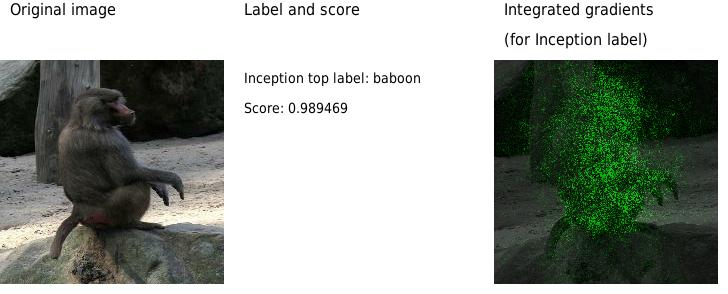 Original image
Label and score
Integrated gradients
(for Inception label)
Inception top label: baboon
Score: 0.989469